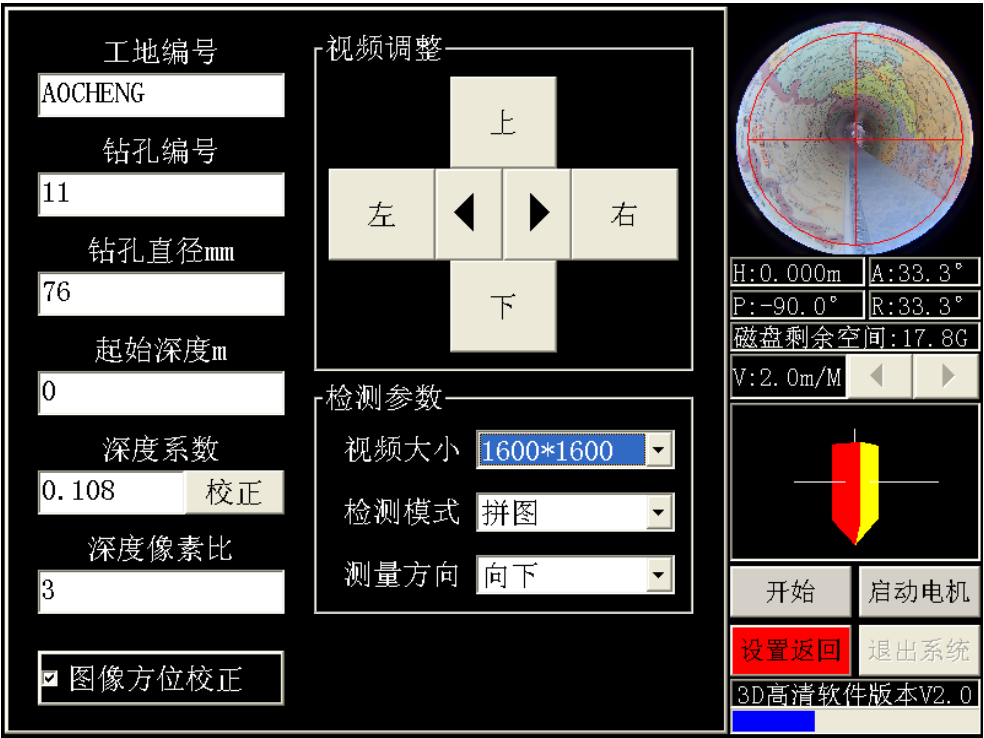 工地编号
AOCHENG
钻孔编号
11
钻孔直径mm
76
起始深度m
0
深度系数
0.108 校正
深度像素比
3
图像方位校正
视频调整
上
左 右
下
检测参数
视频大小 1600*1600
检测模式 拼图
测量方向 向下
H:0.000m A:33.3°
P:-90.0° R:33.3°
磁盘剩余空间:17.8G
V:2.0m/M
开始 启动电机
设置返回 退出系统
3D高清软件版本V2.0